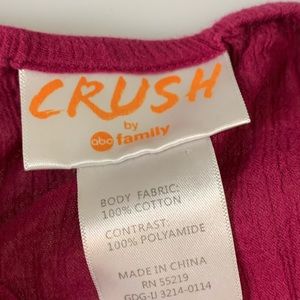 CRUSH
by
abc family
BODY FABRIC:
100% COTTON
CONTRAST:
100% POLYAMIDE
MADE IN CHINA
RN 55219
GDG-IJ 3214-0114